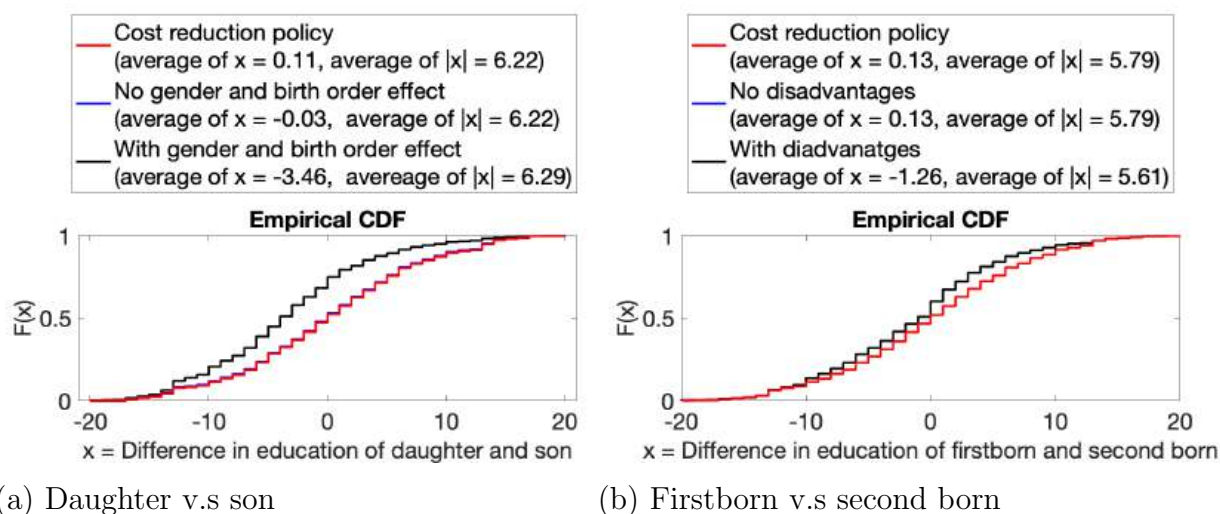 Cost reduction policy
(average of x = 0.11, average of |x| = 6.22)
No gender and birth order effect
(average of x = -0.03, average of |x| = 6.22)
With gender and birth order effect
(average of x = -3.46, avereage of |x| = 6.29)
Empirical CDF
F(x)
1
0.5
0
-20
-10
0
10
20
x = Difference in education of daughter and son
(a) Daughter v.s son
Cost reduction policy
(average of x = 0.13, average of |x| = 5.79)
No disadvantages
(average of x = 0.13, average of |x| = 5.79)
With diadvanatges
(average of x = -1.26, average of |x| = 5.61)
Empirical CDF
F(x)
1
0.5
0
-20
-10
0
10
20
x = Difference in education of firstborn and second born
(b) Firstborn v.s second born